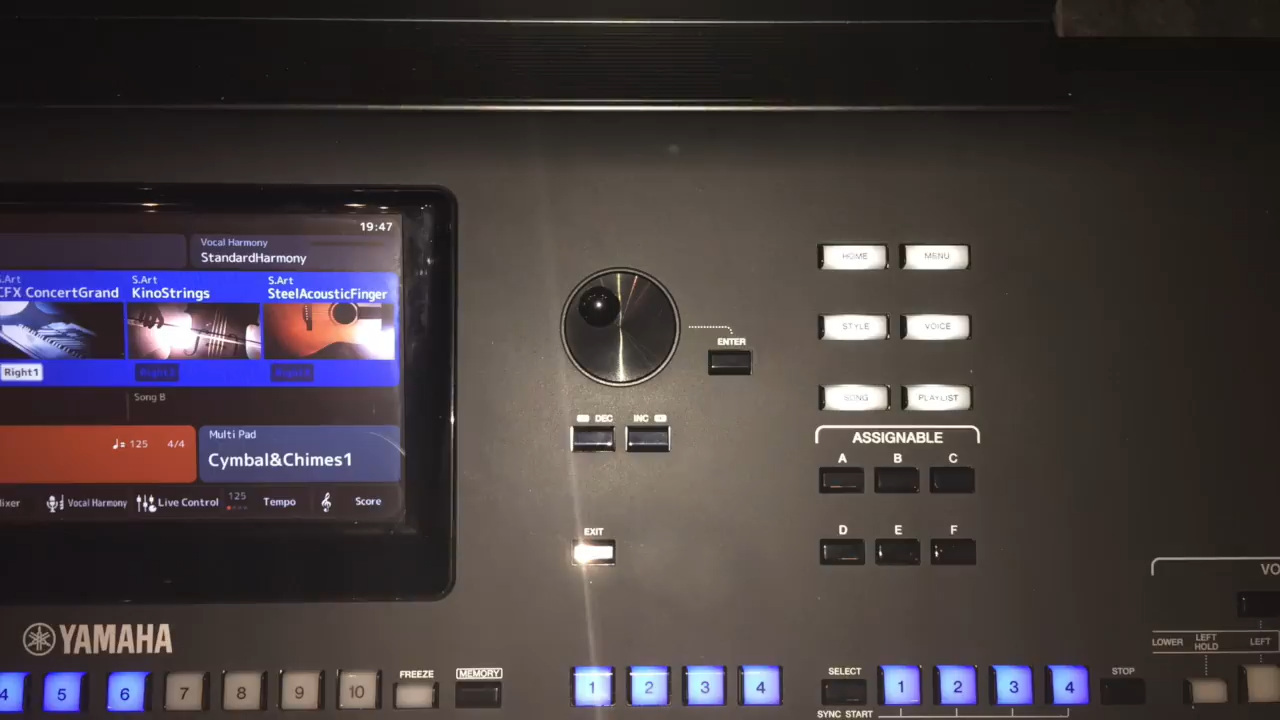 19:47
Vocal Harmony
StandardHarmony
S.Art
S.Art
S.Art
CFX ConcertGrand
KinoStrings
SteelAcousticFinger
Right1
Song B
125 4/4
Multi Pad
Cymbal&Chimes1
Vocal Harmony
Live Control
125
Tempo
Score
ENTER
DEC
INC
EXIT
HOME
MENU
STYLE
VOICE
SONG
PLAYLIST
ASSIGNABLE
A B C
D E F
YAMAHA
4 5 6 7 8 9 10
FREEZE
MEMORY
1 2 3 4
SELECT
1 2 3 4
STOP
SYNC START
LOWER
LEFT
HOLD
LEFT